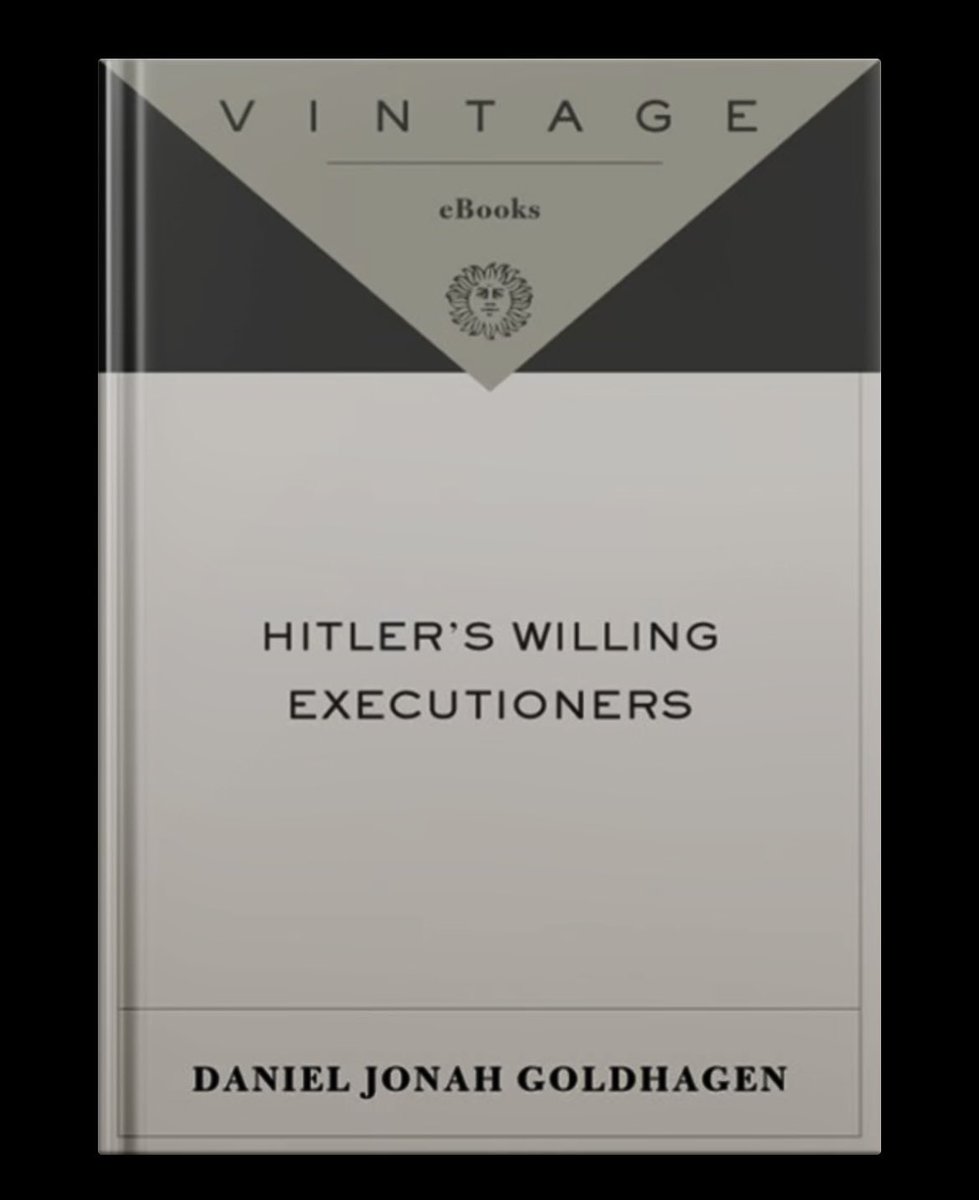 VINTAGE
eBooks
HITLER'S WILLING
EXECUTIONERS
DANIEL JONAH GOLDHAGEN